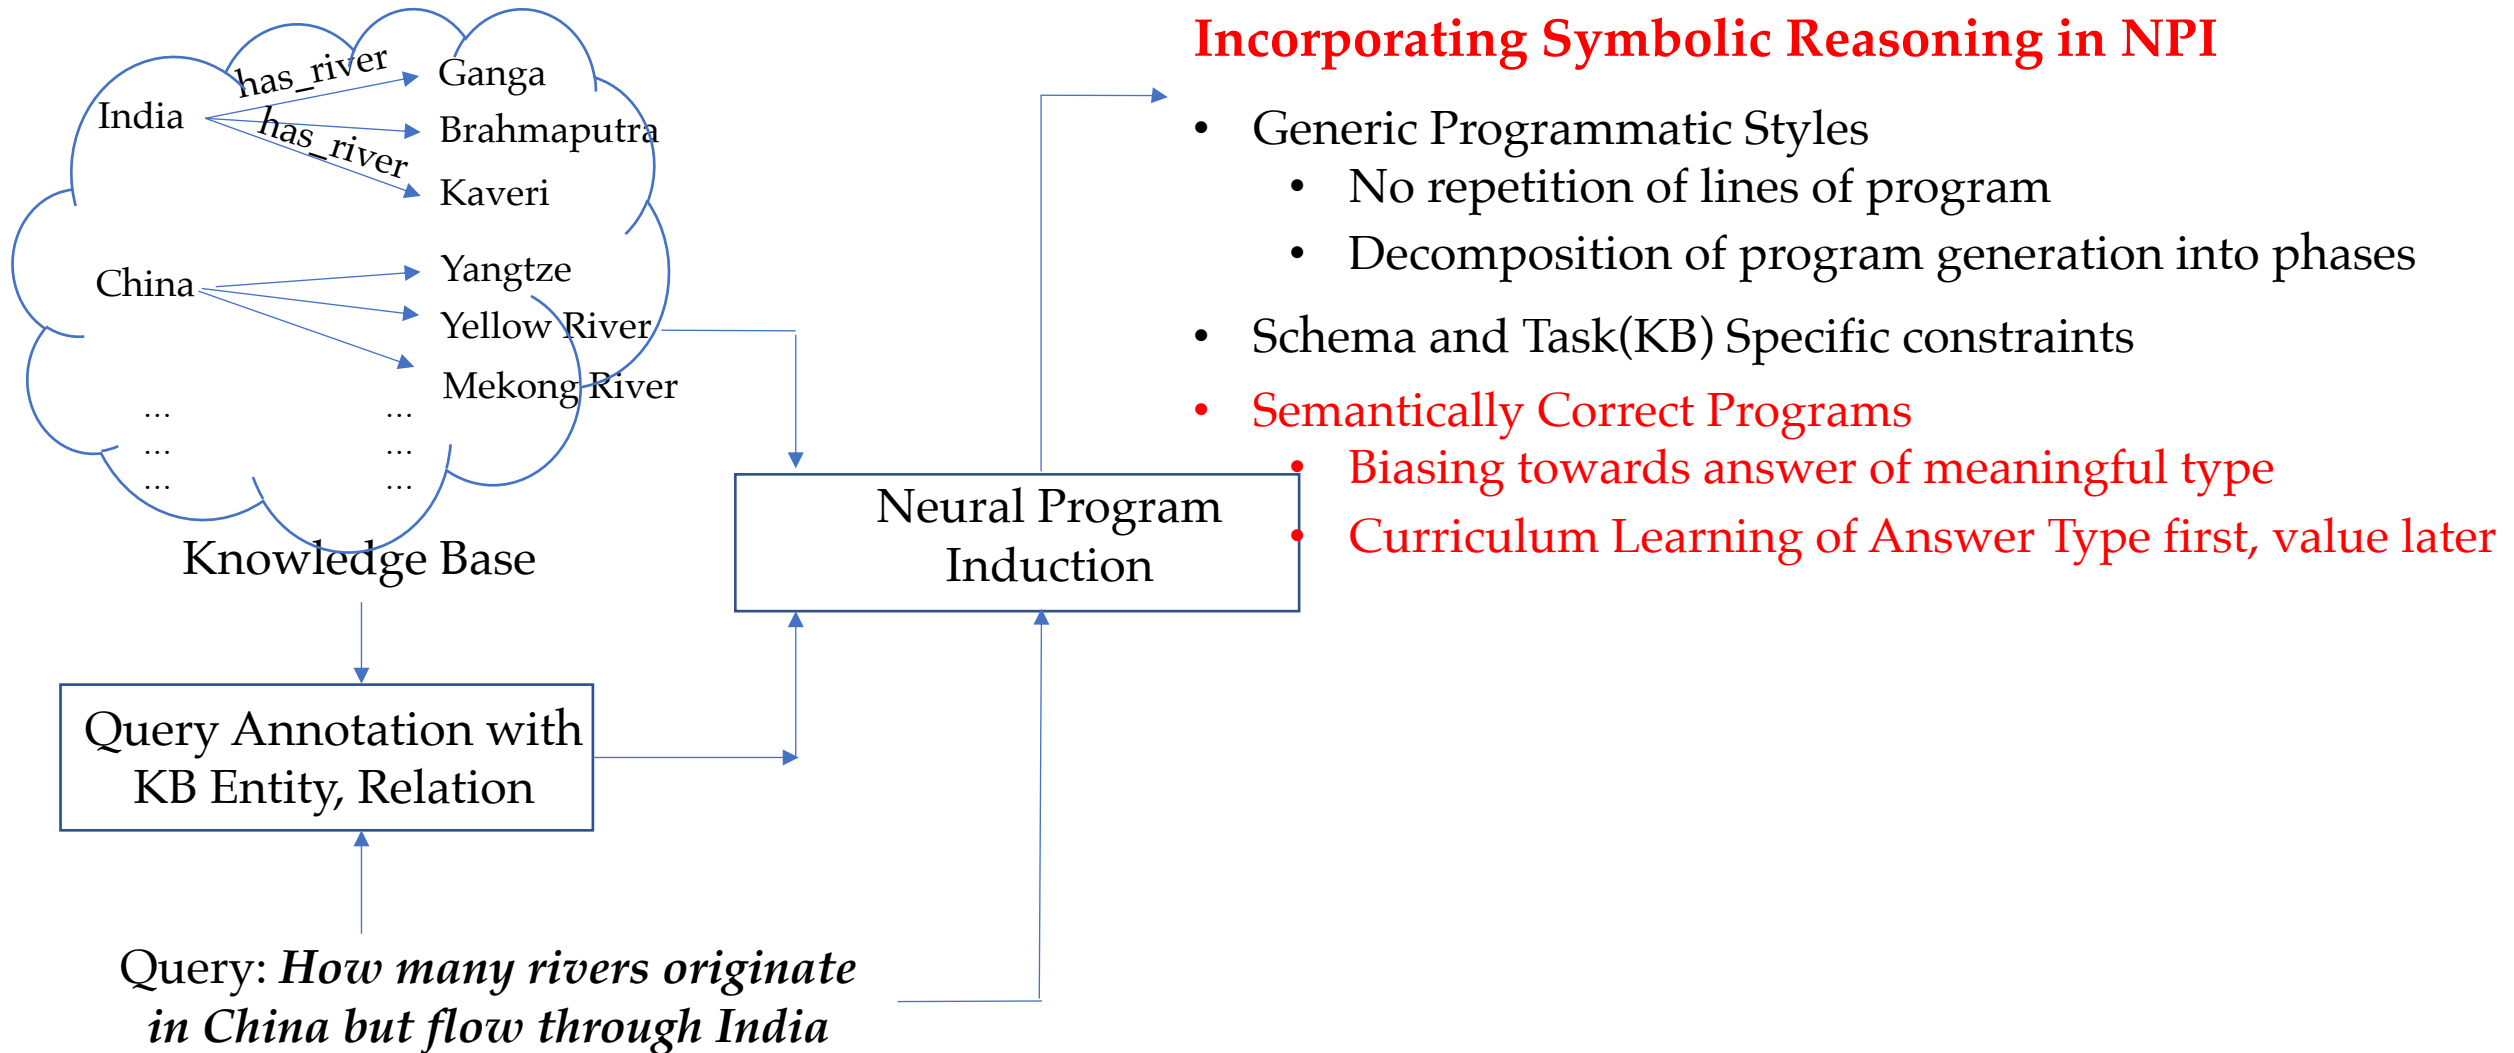 has_river
India
Ganga
Brahmaputra
has_river
Kaveri
China
Yangtze
Yellow River
Mekong River
... ...
... ...
... ...
Knowledge Base
Query Annotation with
KB Entity, Relation
Query: How many rivers originate
in China but flow through India
Neural Program
Induction
Incorporating Symbolic Reasoning in NPI
• Generic Programmatic Styles
• No repetition of lines of program
• Decomposition of program generation into phases
• Schema and Task(KB) Specific constraints
• Semantically Correct Programs
• Biasing towards answer of meaningful type
• Curriculum Learning of Answer Type first, value later